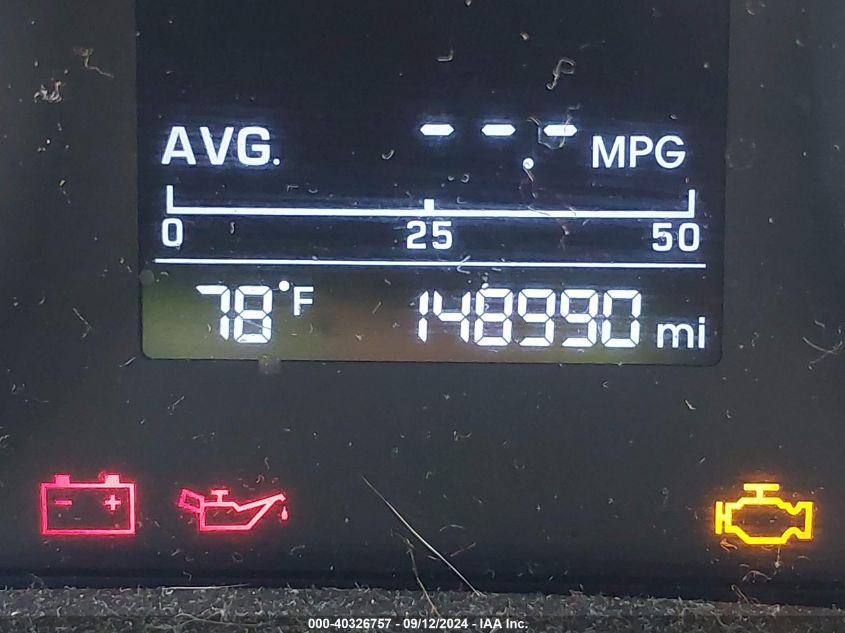 AVG. --.- MPG
0 25 50
78°F 148990 mi
000-40326757 - 09/12/2024 - IAA Inc.